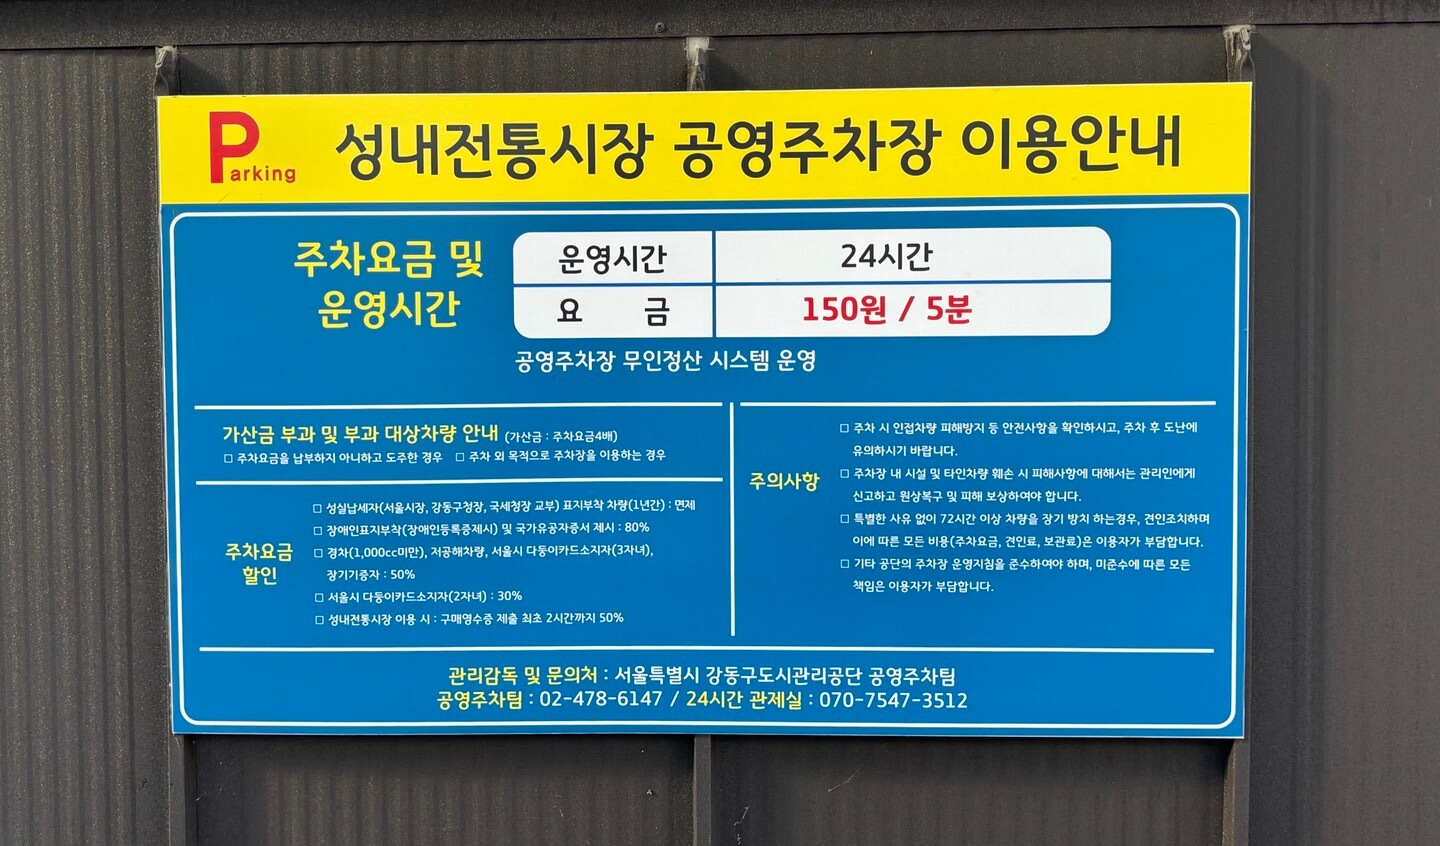 Parking 성내전통시장 공영주차장 이용안내
주차요금 및
운영시간
운영시간 24시간
요 금 150원 / 5분
공영주차장 무인정산 시스템 운영
가산금 부과 및 부과 대상차량 안내 (가산금 : 주차요금4배)
□ 주차요금을 납부하지 아니하고 도주한 경우 □ 주차 외 목적으로 주차장을 이용하는 경우
주차요금
할인
□ 성실납세자(서울시장, 강동구청장, 국세청장 교부) 표지부착 차량(1년간) : 면제
□ 장애인표지부착(장애인등록증제시) 및 국가유공자증서 제시 : 80%
□ 경차(1,000cc미만), 저공해차량, 서울시 다둥이카드소지자(3자녀),
장기기증자 : 50%
□ 서울시 다둥이카드소지자(2자녀) : 30%
□ 성내전통시장 이용 시 : 구매영수증 제출 최초 2시간까지 50%
주의사항
□ 주차 시 인접차량 피해방지 등 안전사항을 확인하시고, 주차 후 도난에
유의하시기 바랍니다.
□ 주차장 내 시설 및 타인차량 훼손 시 피해사항에 대해서는 관리인에게
신고하고 원상복구 및 피해 보상하여야 합니다.
□ 특별한 사유 없이 72시간 이상 차량을 장기 방치 하는경우, 견인조치하며
이에 따른 모든 비용(주차요금, 견인료, 보관료)은 이용자가 부담합니다.
□ 기타 공단의 주차장 운영지침을 준수하여야 하며, 미준수에 따른 모든
책임은 이용자가 부담합니다.
관리감독 및 문의처 : 서울특별시 강동구도시관리공단 공영주차팀
공영주차팀 : 02-478-6147 / 24시간 관제실 : 070-7547-3512